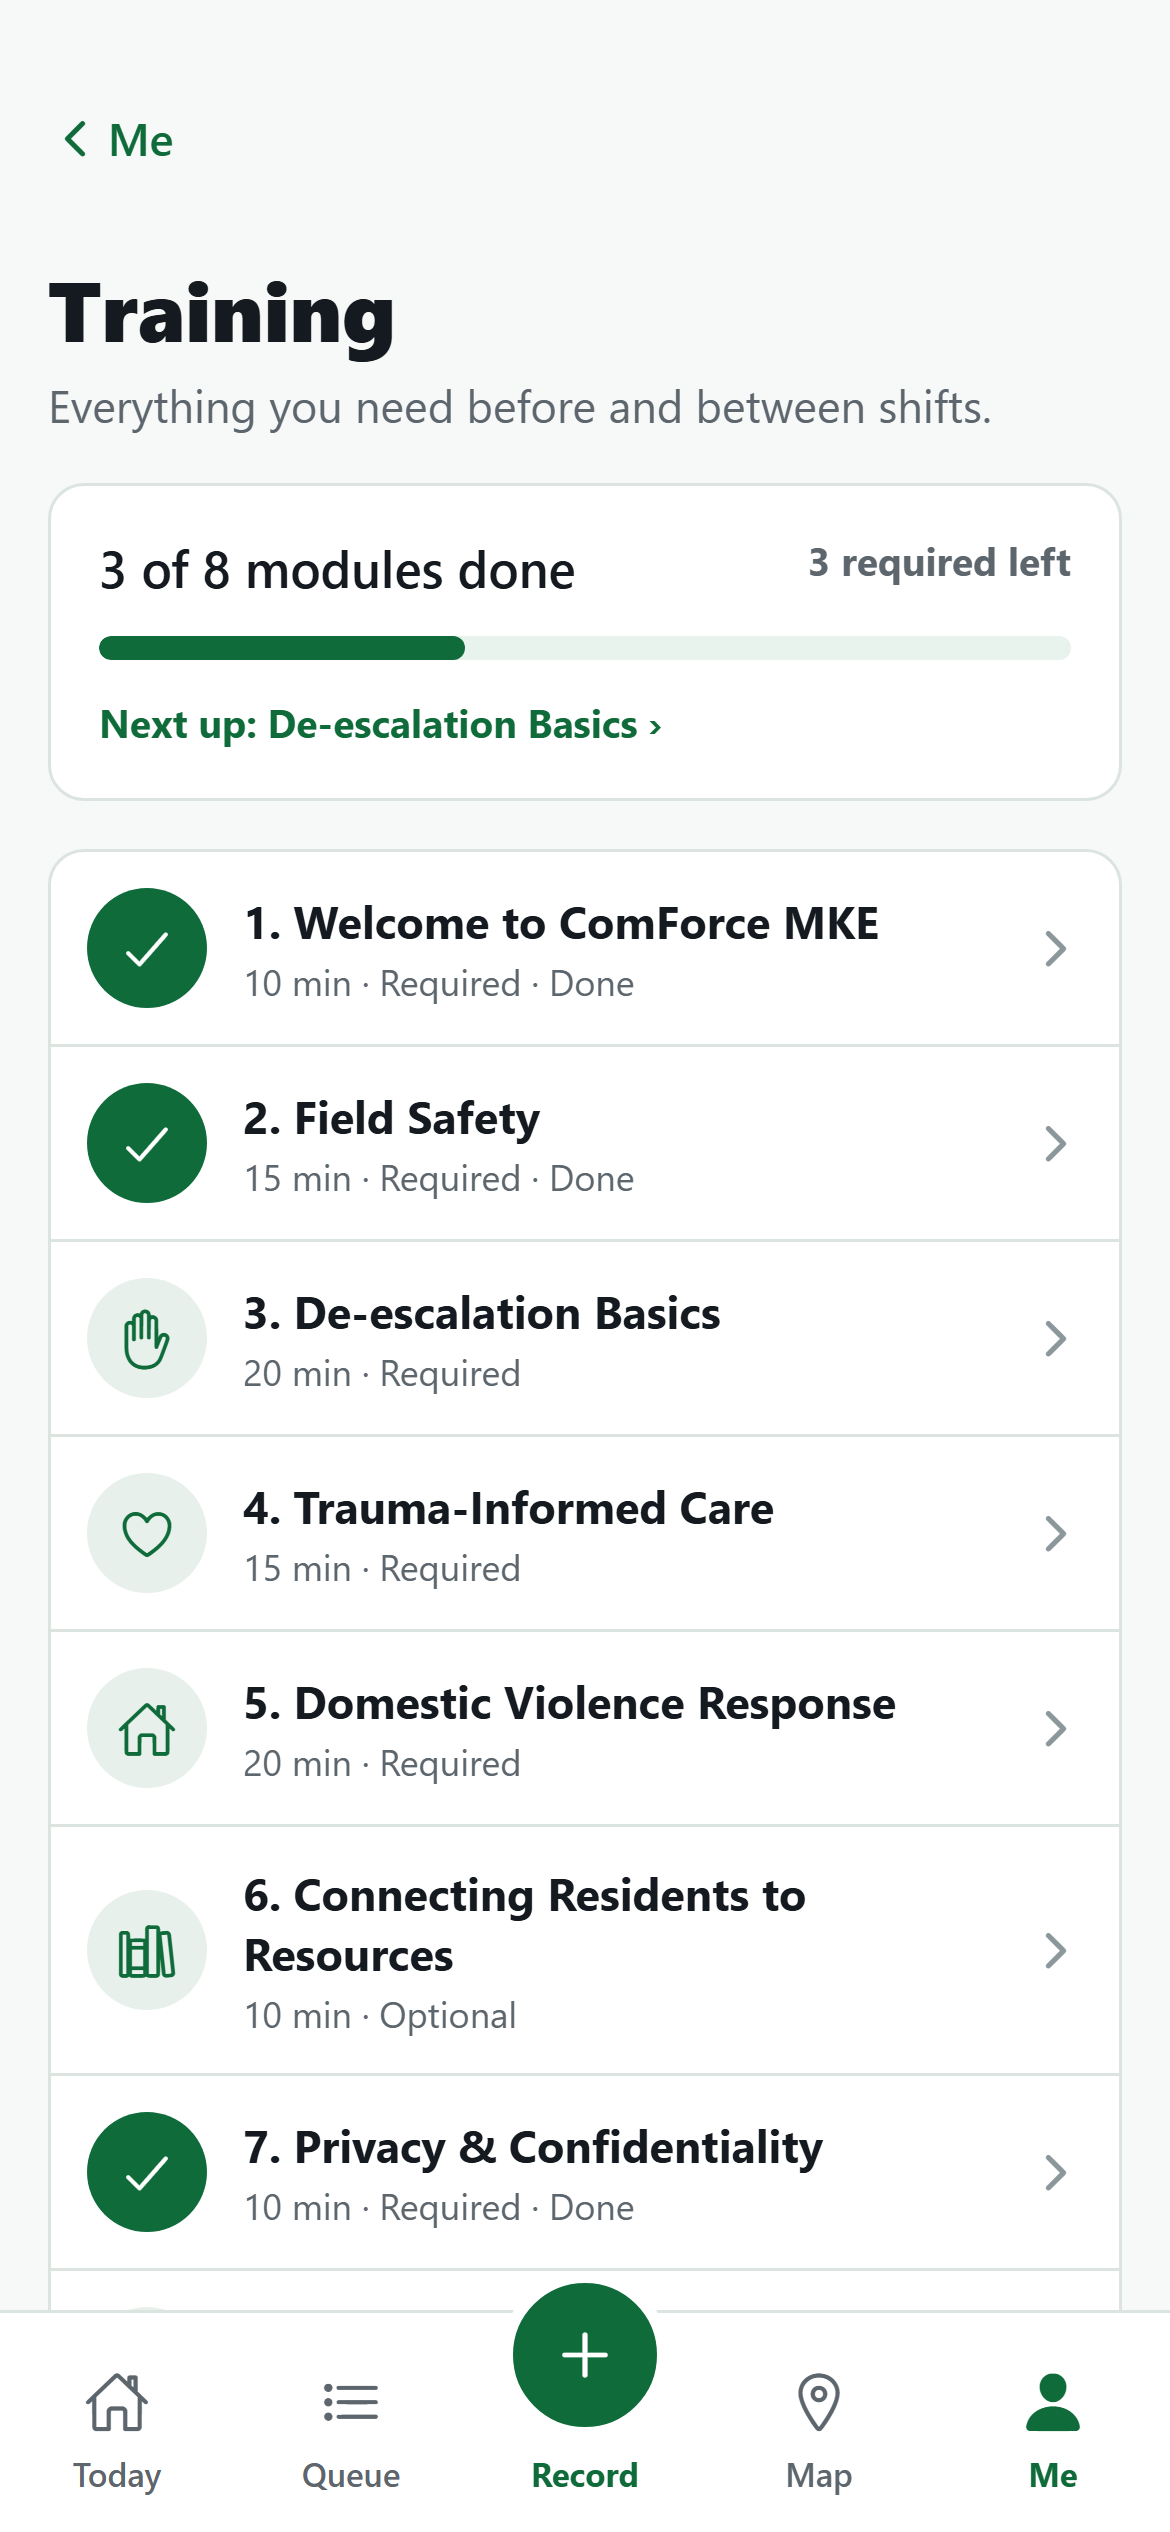 Me
Training
Everything you need before and between shifts.
3 of 8 modules done
3 required left
Next up: De-escalation Basics ›
1. Welcome to ComForce MKE
10 min · Required · Done
2. Field Safety
15 min · Required · Done
3. De-escalation Basics
20 min · Required
4. Trauma-Informed Care
15 min · Required
5. Domestic Violence Response
20 min · Required
6. Connecting Residents to
Resources
10 min · Optional
7. Privacy & Confidentiality
10 min · Required · Done
Today
Queue
Record
Map
Me